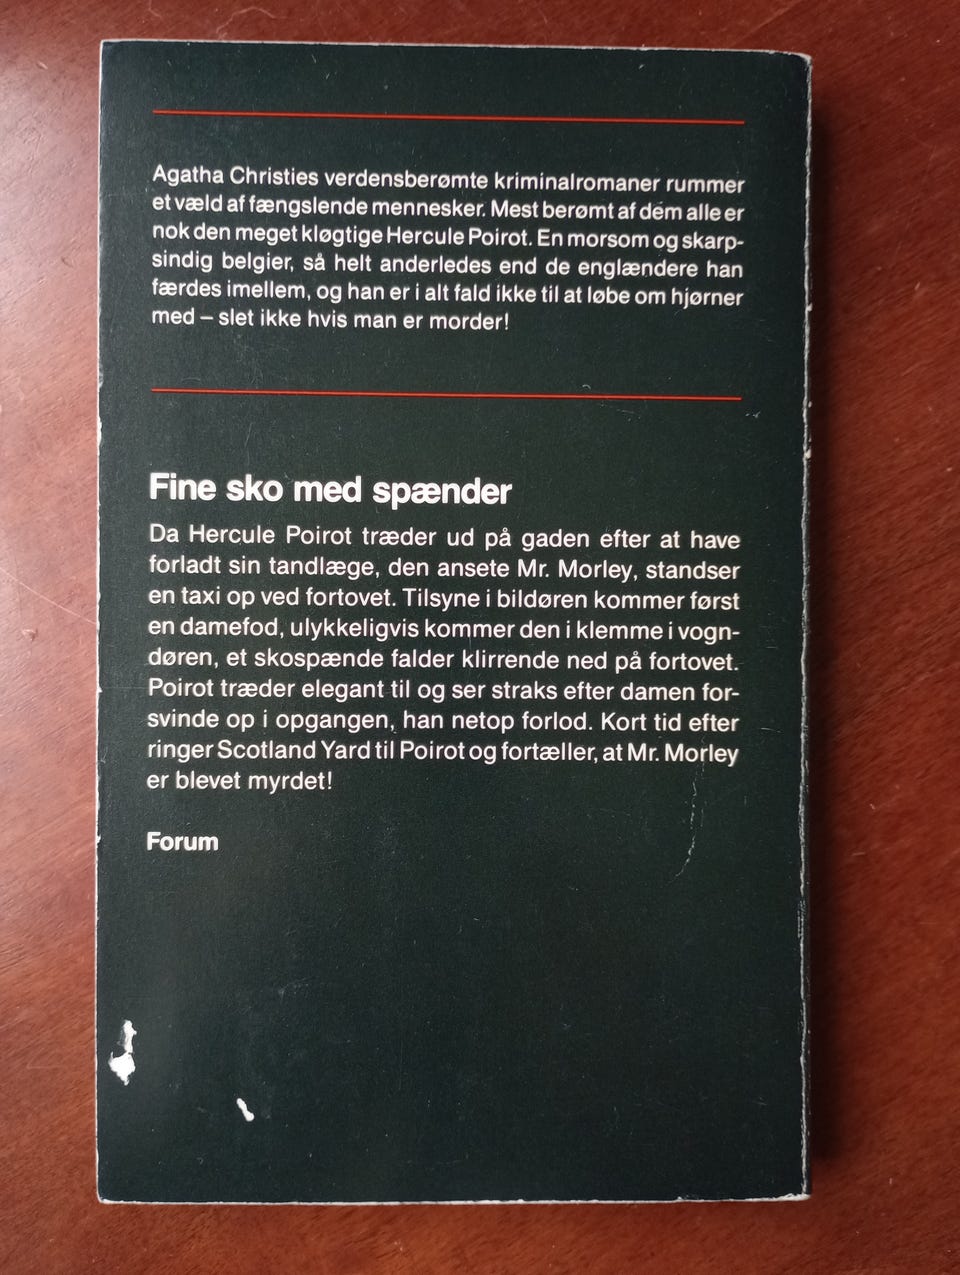 Agatha Christies verdensberømte kriminalromaner rummer
et væld af fængslende mennesker. Mest berømt af dem alle er
nok den meget kløgtige Hercule Poirot. En morsom og skarp-
sindig belgier, så helt anderledes end de englændere han
færdes imellem, og han er i alt fald ikke til at løbe om hjørner
med – slet ikke hvis man er morder!
Fine sko med spænder
Da Hercule Poirot træder ud på gaden efter at have
forladt sin tandlæge, den ansete Mr. Morley, standser
en taxi op ved fortovet. Tilsyne i bildøren kommer først
en damefod, ulykkeligvis kommer den i klemme i vogn-
døren, et skospænde falder klirrende ned på fortovet.
Poirot træder elegant til og ser straks efter damen for-
svinde op i opgangen, han netop forlod. Kort tid efter
ringer Scotland Yard til Poirot og fortæller, at Mr. Morley
er blevet myrdet!
Forum